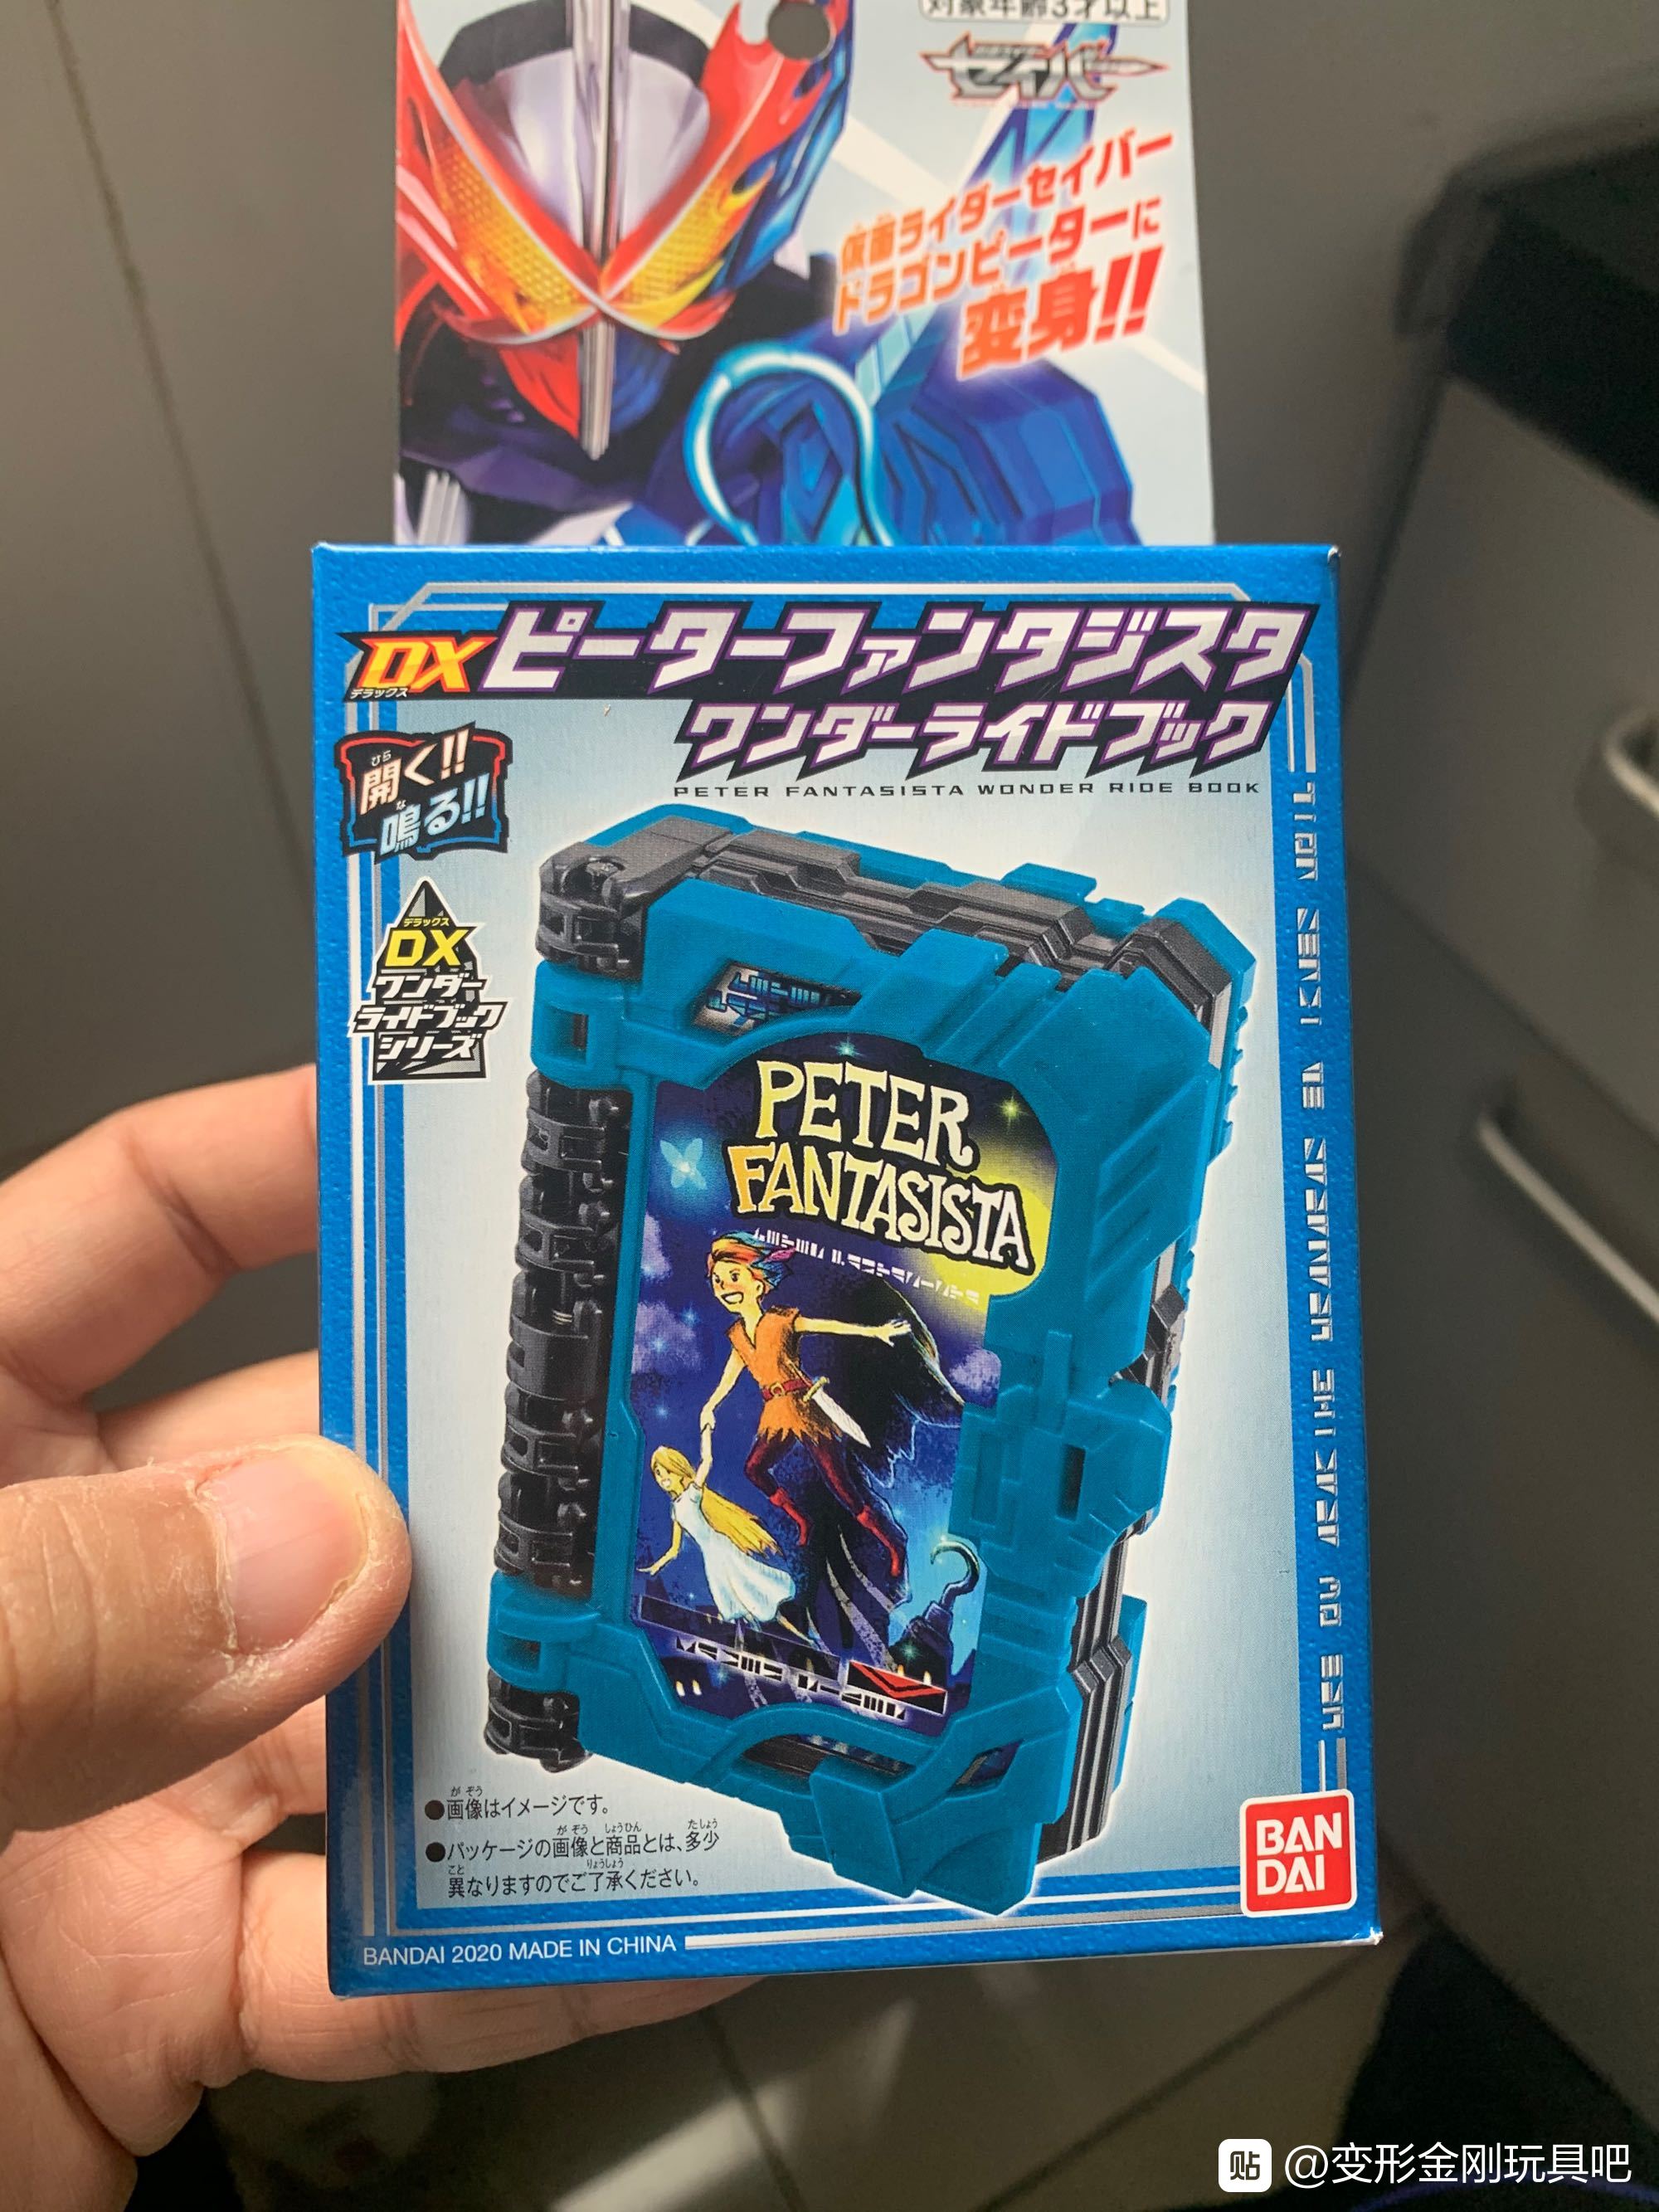 対象年齢3才以上
セイバー
仮面ライダーセイバー
ドラゴンピーターに
変身!!
DX ピーターファンタジスタ
デラックス
ワンダーライドブック
PETER FANTASISTA WONDER RIDE BOOK
開く!!
鳴る!!
デラックス
DX
ワンダー
ライドブック
シリーズ
PETER
FANTASISTA
●画像はイメージです。
●パッケージの画像と商品とは、多少
異なりますのでご了承ください。
BAN
DAI
BANDAI 2020 MADE IN CHINA
贴 @变形金刚玩具吧